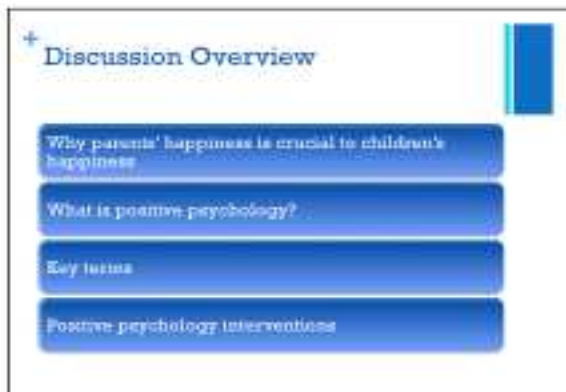 +
Discussion Overview
Why parents' happiness is crucial to children's
happiness
What is positive psychology?
Key terms
Positive psychology interventions